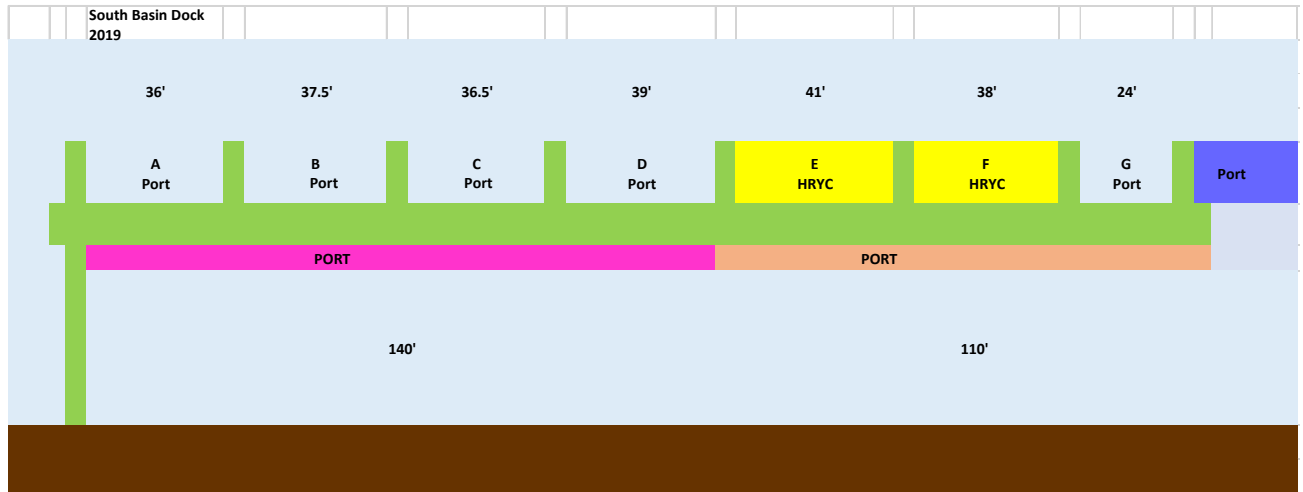 South Basin Dock
2019
36' 37.5' 36.5' 39' 41' 38' 24'
A B C D E F G
Port Port Port Port HRYC HRYC Port Port
PORT PORT
140' 110'